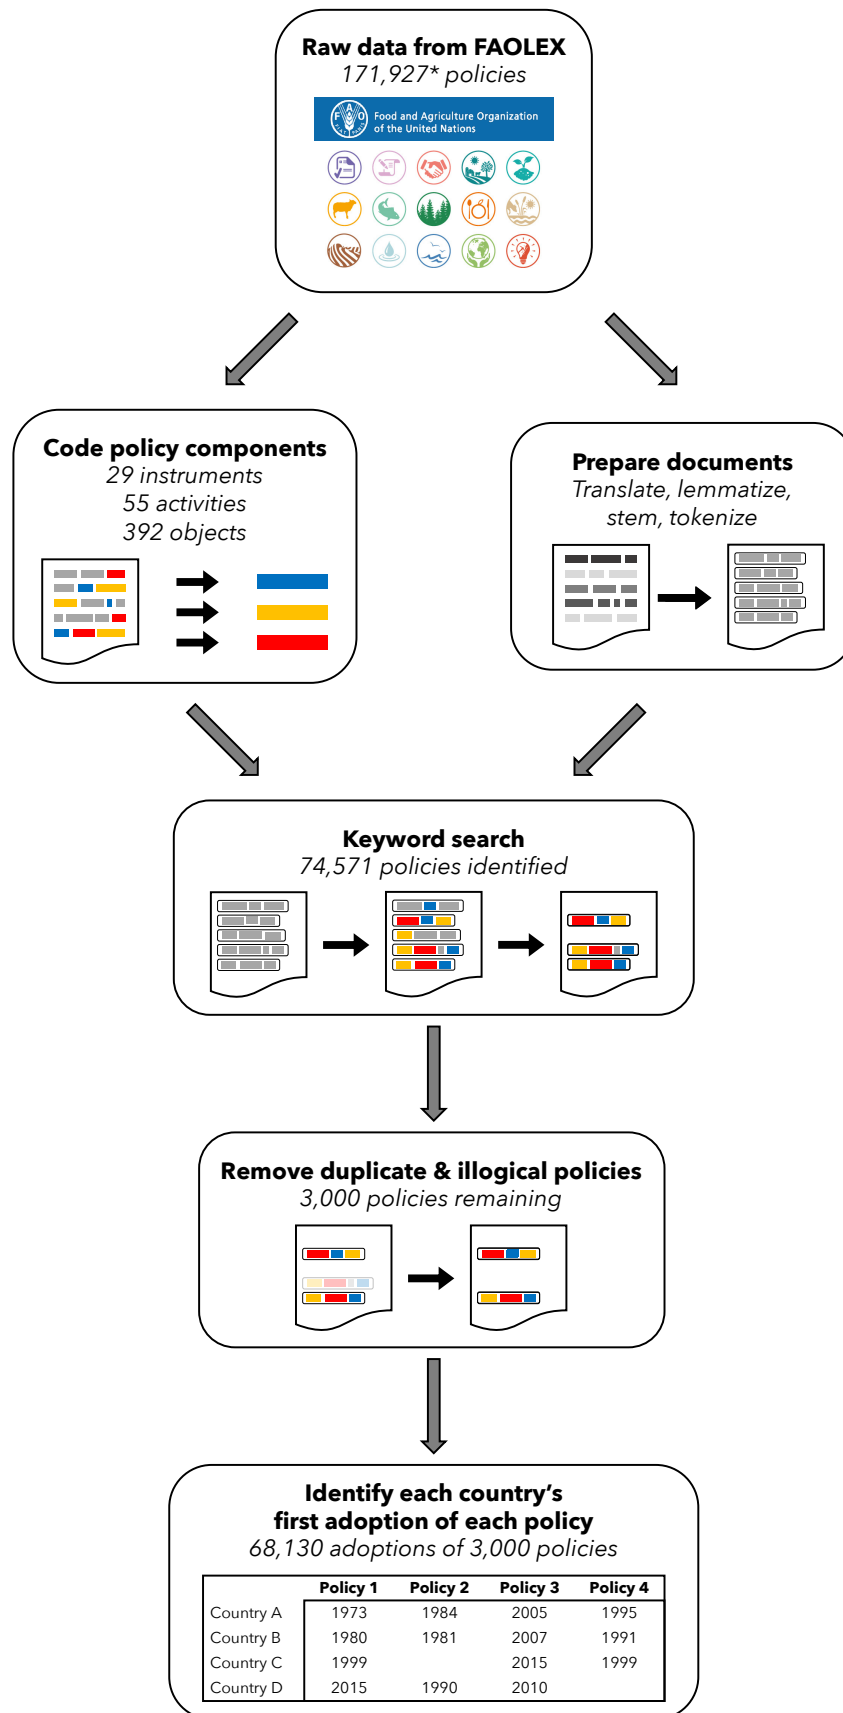 Raw data from FAOLEX
171,927* policies
FAO
FIAT PANIS
Food and Agriculture Organization
of the United Nations
Code policy components
29 instruments
55 activities
392 objects
Prepare documents
Translate, lemmatize,
stem, tokenize
Keyword search
74,571 policies identified
Remove duplicate & illogical policies
3,000 policies remaining
Identify each country's
first adoption of each policy
68,130 adoptions of 3,000 policies
Policy 1 Policy 2 Policy 3 Policy 4
Country A 1973 1984 2005 1995
Country B 1980 1981 2007 1991
Country C 1999 2015 1999
Country D 2015 1990 2010